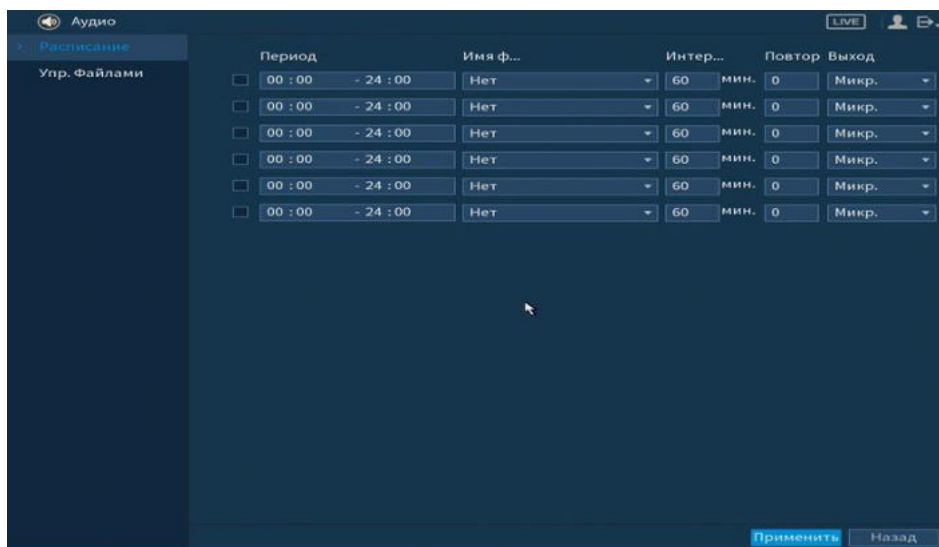 Аудио LIVE
Расписание
Упр. Файлами
Период Имя ф... Интер... Повтор Выход
00 : 00 - 24 : 00 Нет 60 мин. 0 Микр.
00 : 00 - 24 : 00 Нет 60 мин. 0 Микр.
00 : 00 - 24 : 00 Нет 60 мин. 0 Микр.
00 : 00 - 24 : 00 Нет 60 мин. 0 Микр.
00 : 00 - 24 : 00 Нет 60 мин. 0 Микр.
00 : 00 - 24 : 00 Нет 60 мин. 0 Микр.
Применить Назад